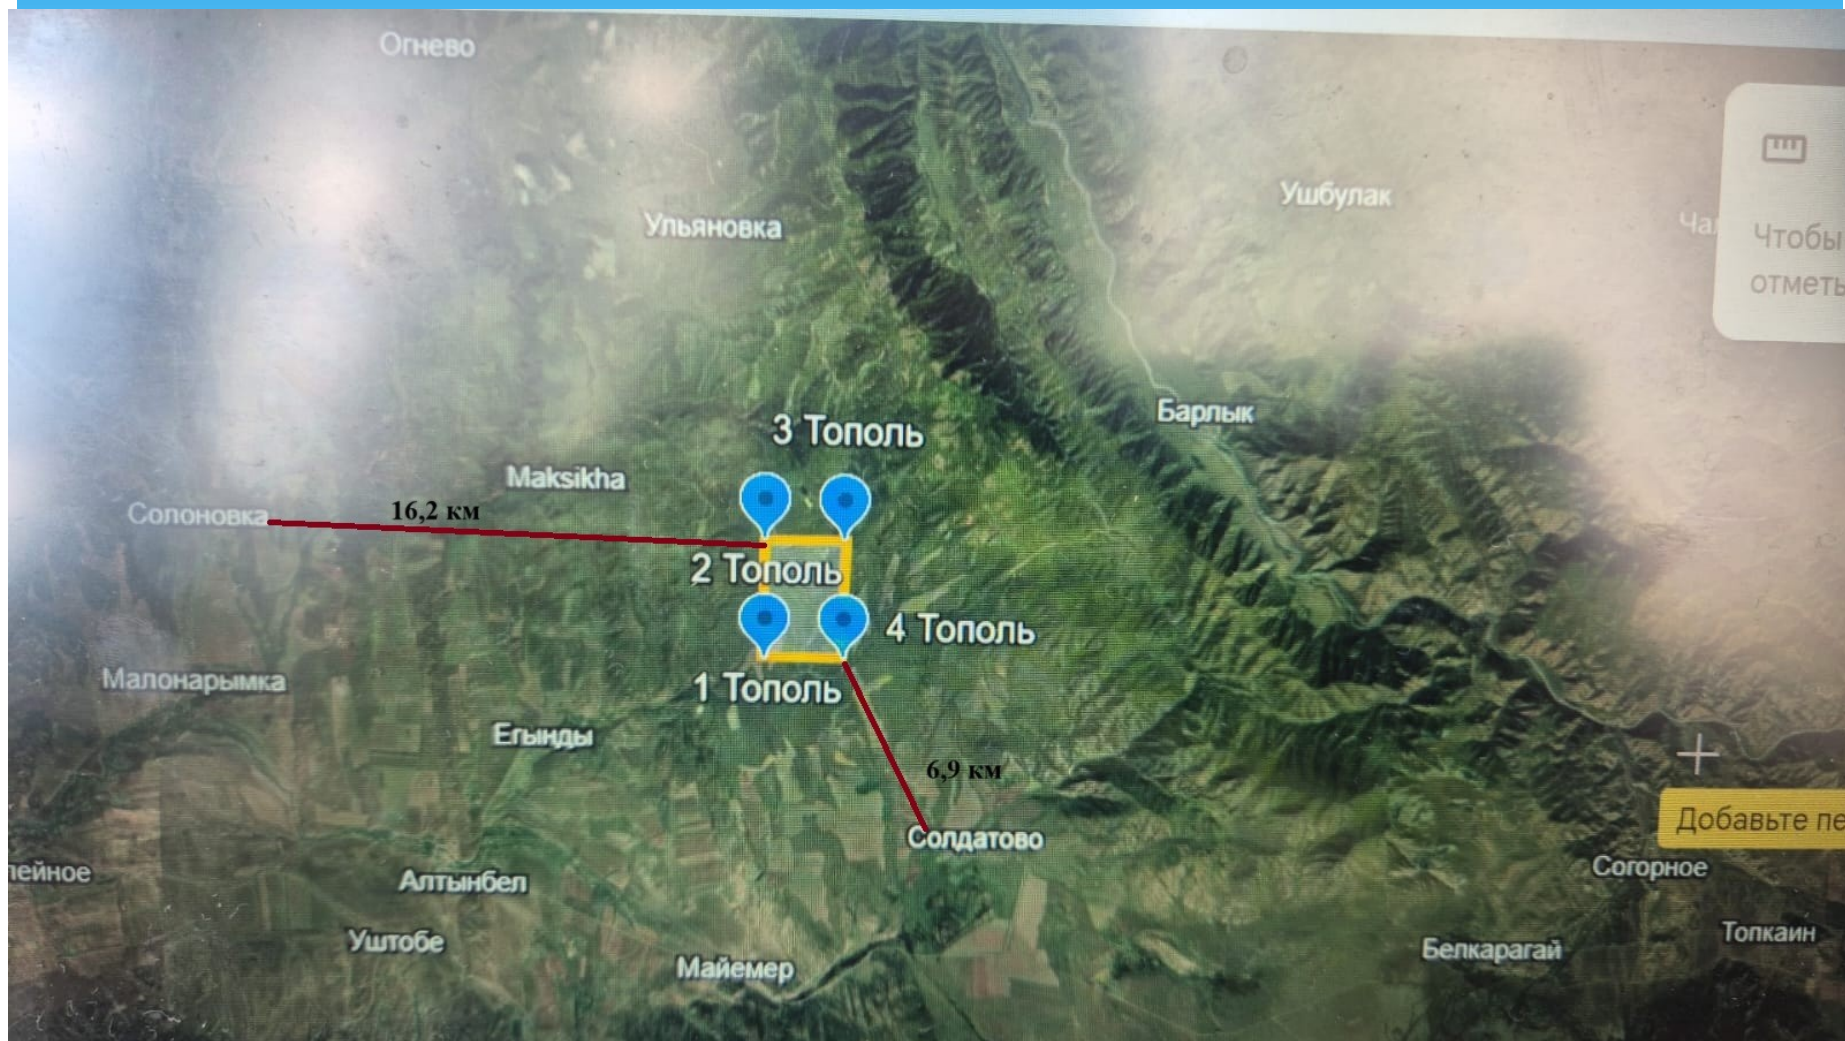 Огнево
Ульяновка
Ушбулак
Чтобы
отметь
Барлык
3 Тополь
Maksikha
Солоновка
16,2 км
2 Тополь
4 Тополь
1 Тополь
Малонарымка
Егынды
6,9 км
Солдатово
Добавьте
Согорное
Алтынбел
Топкаин
Уштобе
Белкарагай
Майемер